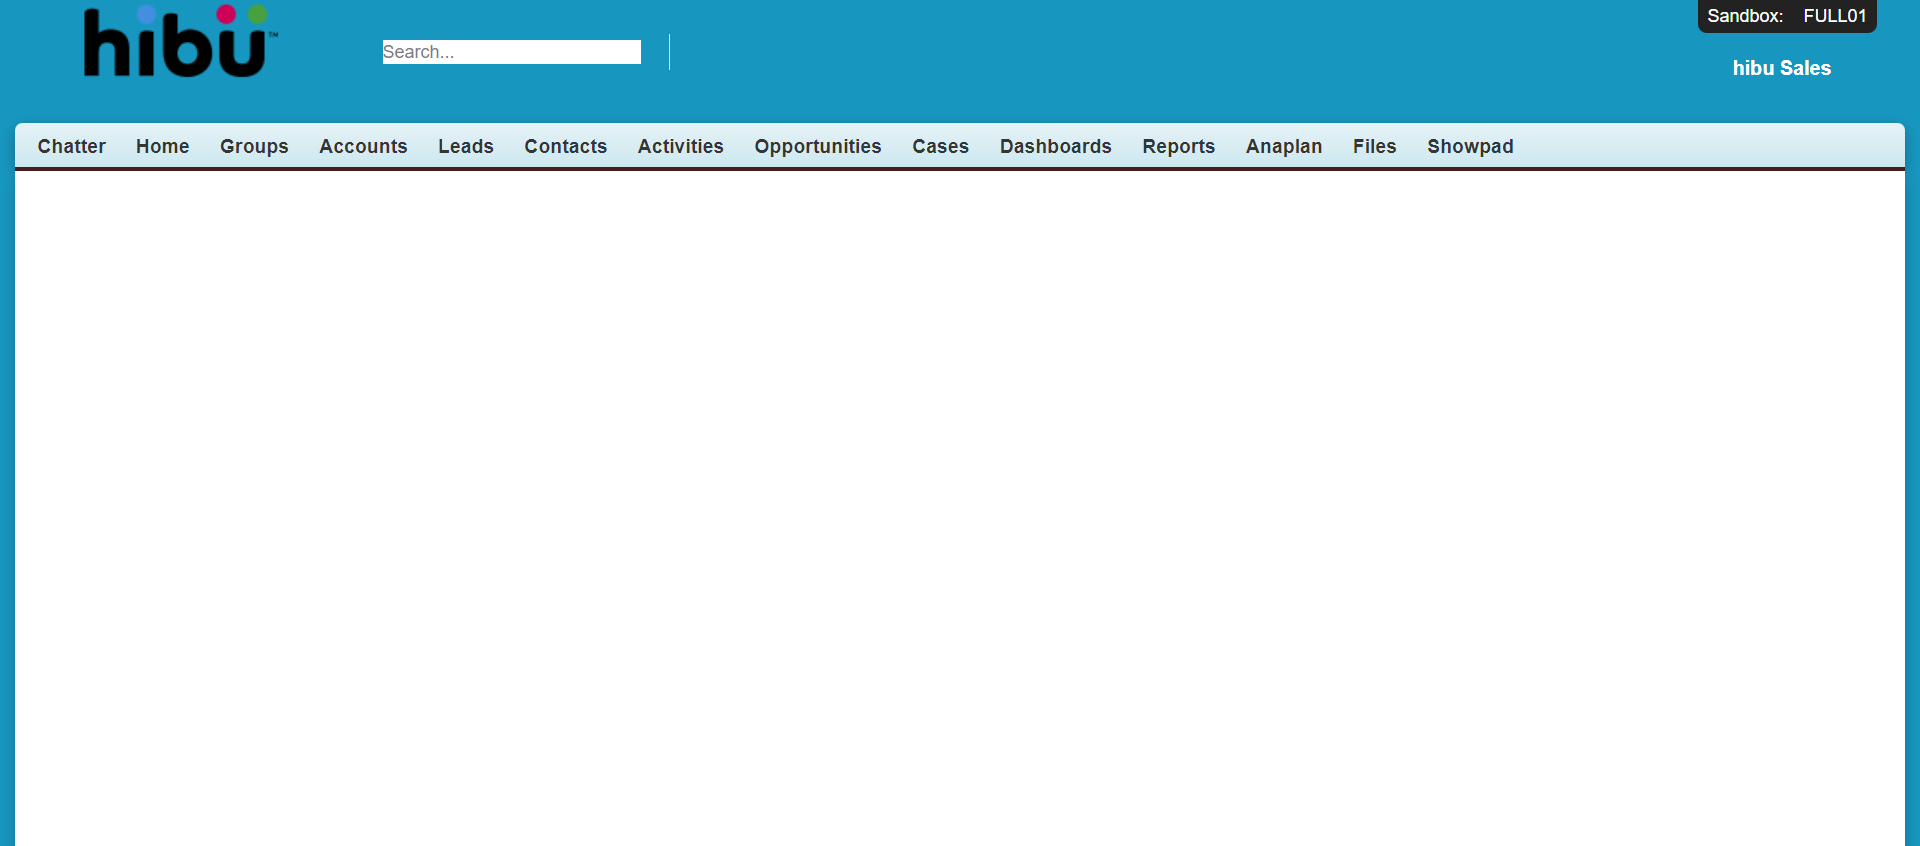 hibü™
Search...
Sandbox: FULL01
hibu Sales
Chatter Home Groups Accounts Leads Contacts Activities Opportunities Cases Dashboards Reports Anaplan Files Showpad